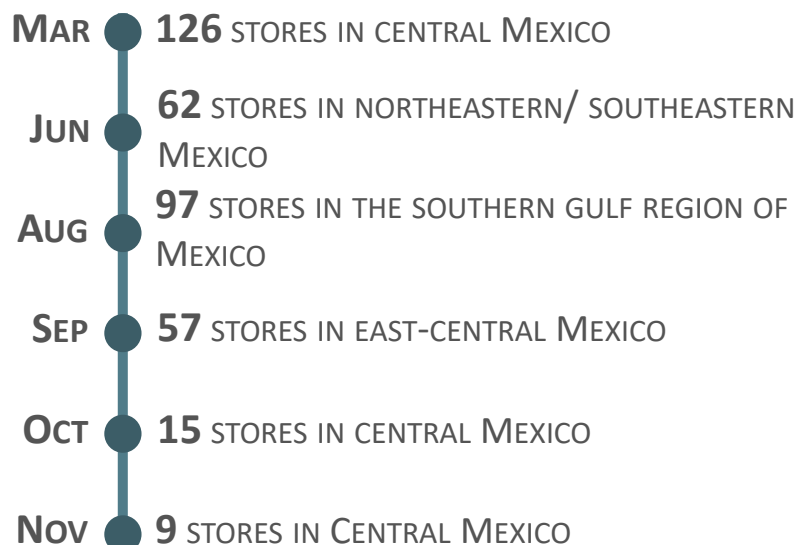 Mar 126 stores in central Mexico
Jun 62 stores in northeastern/ southeastern
Mexico
Aug 97 stores in the southern gulf region of
Mexico
Sep 57 stores in east-central Mexico
Oct 15 stores in central Mexico
Nov 9 stores in Central Mexico